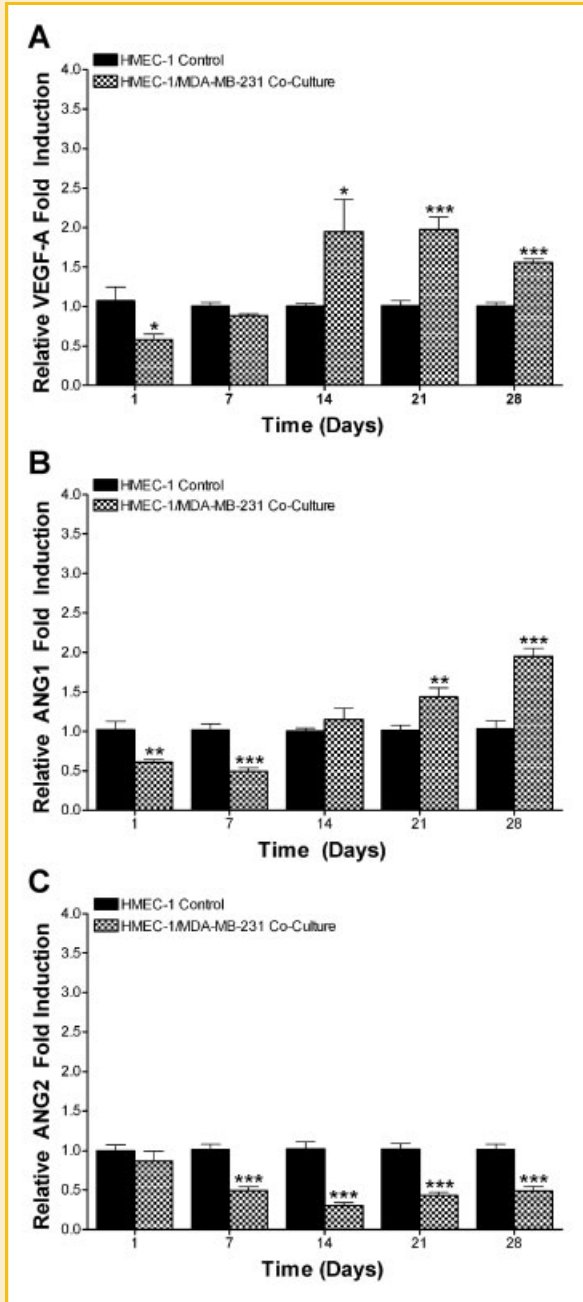 A
HMEC-1 Control
HMEC-1/MDA-MB-231 Co-Culture
Relative VEGF-A Fold Induction
4.0
3.5
3.0
2.5
2.0
1.5
1.0
0.5
0.0
*
*
***
***
1 7 14 21 28
Time (Days)
B
HMEC-1 Control
HMEC-1/MDA-MB-231 Co-Culture
Relative ANG1 Fold Induction
4.0
3.5
3.0
2.5
2.0
1.5
1.0
0.5
0.0
**
***
**
***
1 7 14 21 28
Time (Days)
C
HMEC-1 Control
HMEC-1/MDA-MB-231 Co-Culture
Relative ANG2 Fold Induction
4.0
3.5
3.0
2.5
2.0
1.5
1.0
0.5
0.0
***
***
***
***
1 7 14 21 28
Time (Days)